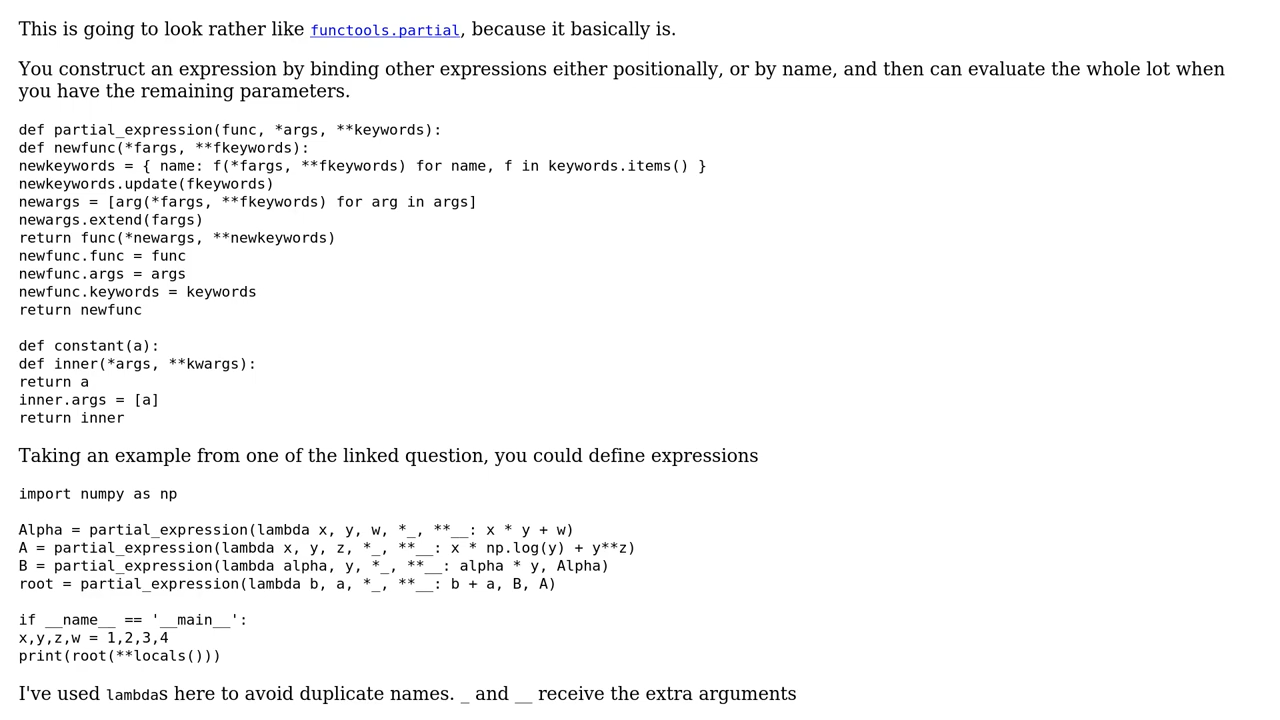 This is going to look rather like functools.partial, because it basically is.
You construct an expression by binding other expressions either positionally, or by name, and then can evaluate the whole lot when
you have the remaining parameters.
def partial_expression(func, *args, **keywords):
def newfunc(*fargs, **fkeywords):
newkeywords = { name: f(*fargs, **fkeywords) for name, f in keywords.items() }
newkeywords.update(fkeywords)
newargs = [arg(*fargs, **fkeywords) for arg in args]
newargs.extend(fargs)
return func(*newargs, **newkeywords)
newfunc.func = func
newfunc.args = args
newfunc.keywords = keywords
return newfunc
def constant(a):
def inner(*args, **kwargs):
return a
inner.args = [a]
return inner
Taking an example from one of the linked question, you could define expressions
import numpy as np
Alpha = partial_expression(lambda x, y, w, *_, **__: x * y + w)
A = partial_expression(lambda x, y, z, *_, **__: x * np.log(y) + y**z)
B = partial_expression(lambda alpha, y, *_, **__: alpha * y, Alpha)
root = partial_expression(lambda b, a, *_, **__: b + a, B, A)
if __name__ == '__main__':
x,y,z,w = 1,2,3,4
print(root(**locals()))
I've used lambdas here to avoid duplicate names. _ and __ receive the extra arguments